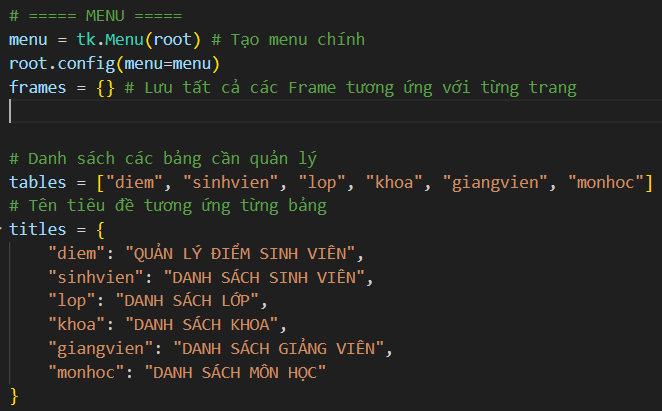 # ===== MENU =====
menu = tk.Menu(root) # Tạo menu chính
root.config(menu=menu)
frames = {} # Lưu tất cả các Frame tương ứng với từng trang
# Danh sách các bảng cần quản lý
tables = ["diem", "sinhvien", "lop", "khoa", "giangvien", "monhoc"]
# Tên tiêu đề tương ứng từng bảng
titles = {
    "diem": "QUẢN LÝ ĐIỂM SINH VIÊN",
    "sinhvien": "DANH SÁCH SINH VIÊN",
    "lop": "DANH SÁCH LỚP",
    "khoa": "DANH SÁCH KHOA",
    "giangvien": "DANH SÁCH GIẢNG VIÊN",
    "monhoc": "DANH SÁCH MÔN HỌC"
}